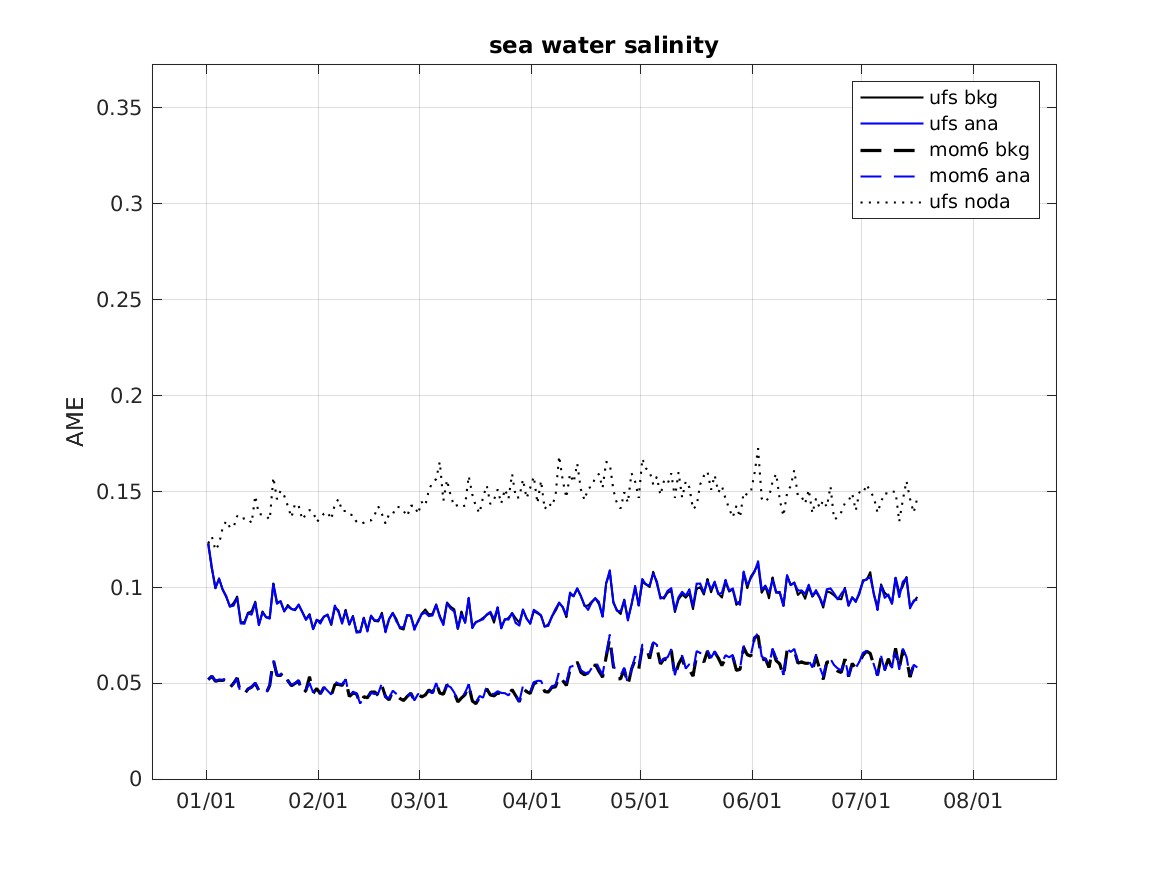 sea water salinity
0.35
0.3
0.25
0.2
0.15
0.1
0.05
0
AME
ufs bkg
ufs ana
mom6 bkg
mom6 ana
ufs noda
01/01 02/01 03/01 04/01 05/01 06/01 07/01 08/01